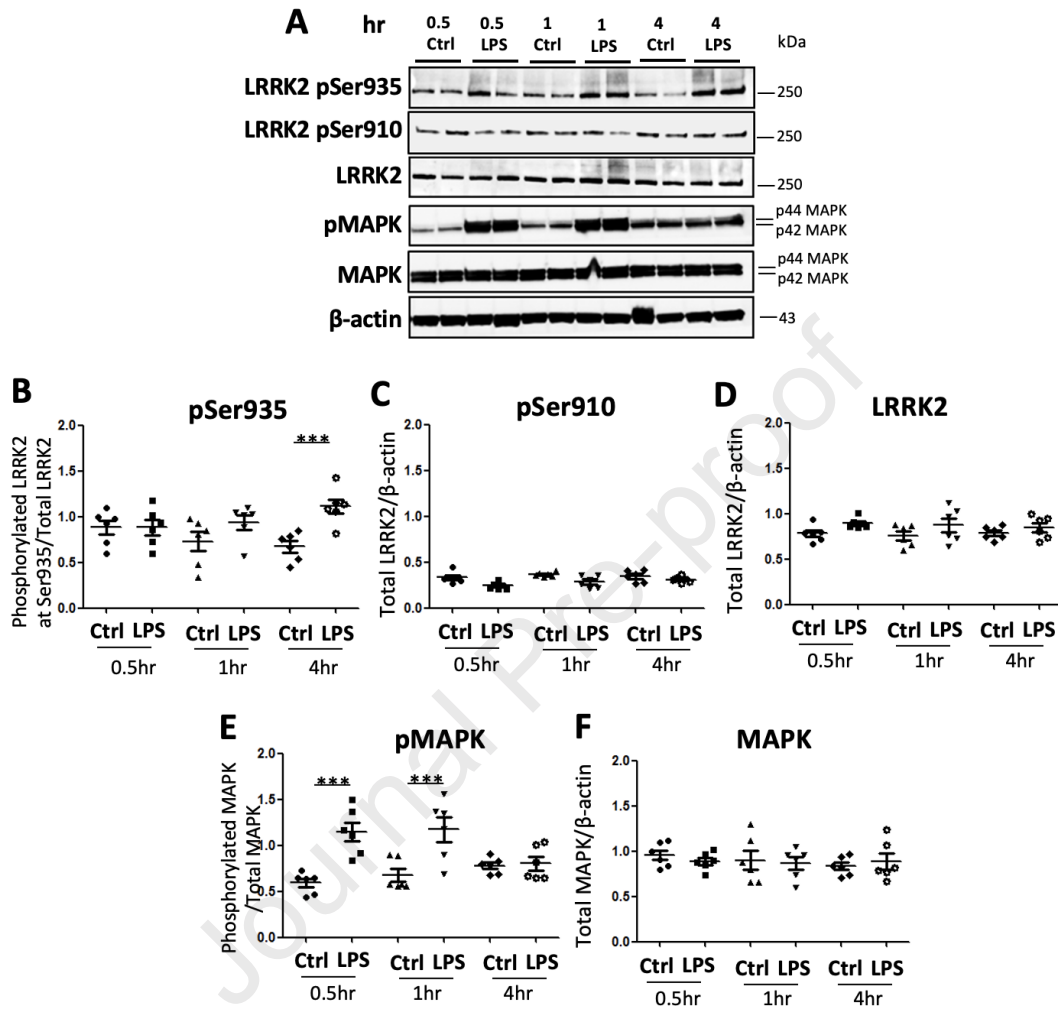 A
hr
0.5 0.5 1 1 4 4
Ctrl LPS Ctrl LPS Ctrl LPS
kDa
LRRK2 pSer935
250
LRRK2 pSer910
250
LRRK2
250
pMAPK
p44 MAPK
p42 MAPK
MAPK
p44 MAPK
p42 MAPK
β-actin
43
B
pSer935
Phosphorylated LRRK2
at Ser935/Total LRRK2
2.0
1.5
1.0
0.5
0.0
***
Ctrl LPS Ctrl LPS Ctrl LPS
0.5hr 1hr 4hr
C
pSer910
Total LRRK2/β-actin
2.0
1.5
1.0
0.5
0.0
Ctrl LPS Ctrl LPS Ctrl LPS
0.5hr 1hr 4hr
D
LRRK2
Total LRRK2/β-actin
2.0
1.5
1.0
0.5
0.0
Ctrl LPS Ctrl LPS Ctrl LPS
0.5hr 1hr 4hr
E
pMAPK
Phosphorylated MAPK
/Total MAPK
2.0
1.5
1.0
0.5
0.0
*** ***
Ctrl LPS Ctrl LPS Ctrl LPS
0.5hr 1hr 4hr
F
MAPK
Total MAPK/β-actin
2.0
1.5
1.0
0.5
0.0
Ctrl LPS Ctrl LPS Ctrl LPS
0.5hr 1hr 4hr
Journal Pre-proof